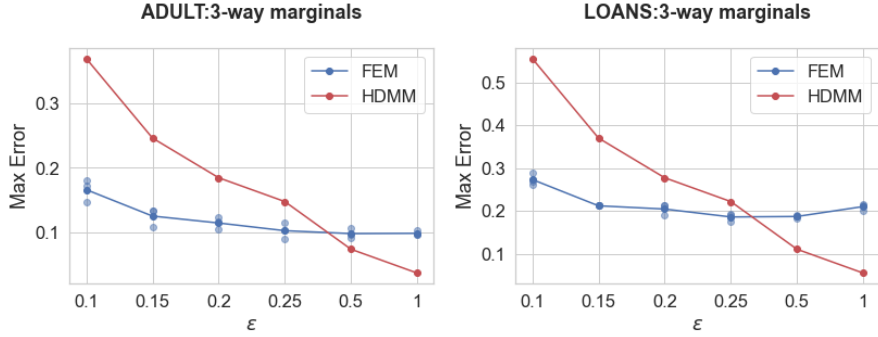 ADULT:3-way marginals
Max Error
0.3
0.2
0.1
FEM
HDMM
0.1 0.15 0.2 0.25 0.5 1
ε
LOANS:3-way marginals
Max Error
0.5
0.4
0.3
0.2
0.1
FEM
HDMM
0.1 0.15 0.2 0.25 0.5 1
ε